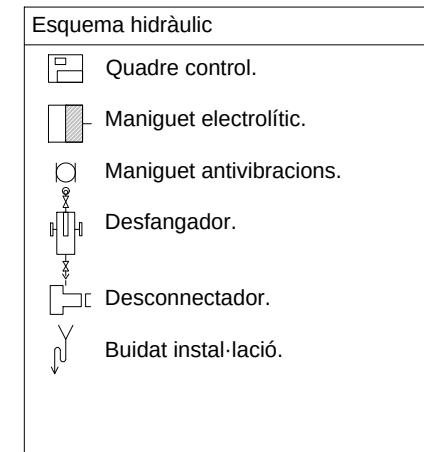 Esquema hidràulic
Quadre control.
Maniguet electrolític.
Maniguet antivibracions.
Desfangador.
Desconnectador.
Buidat instal·lació.